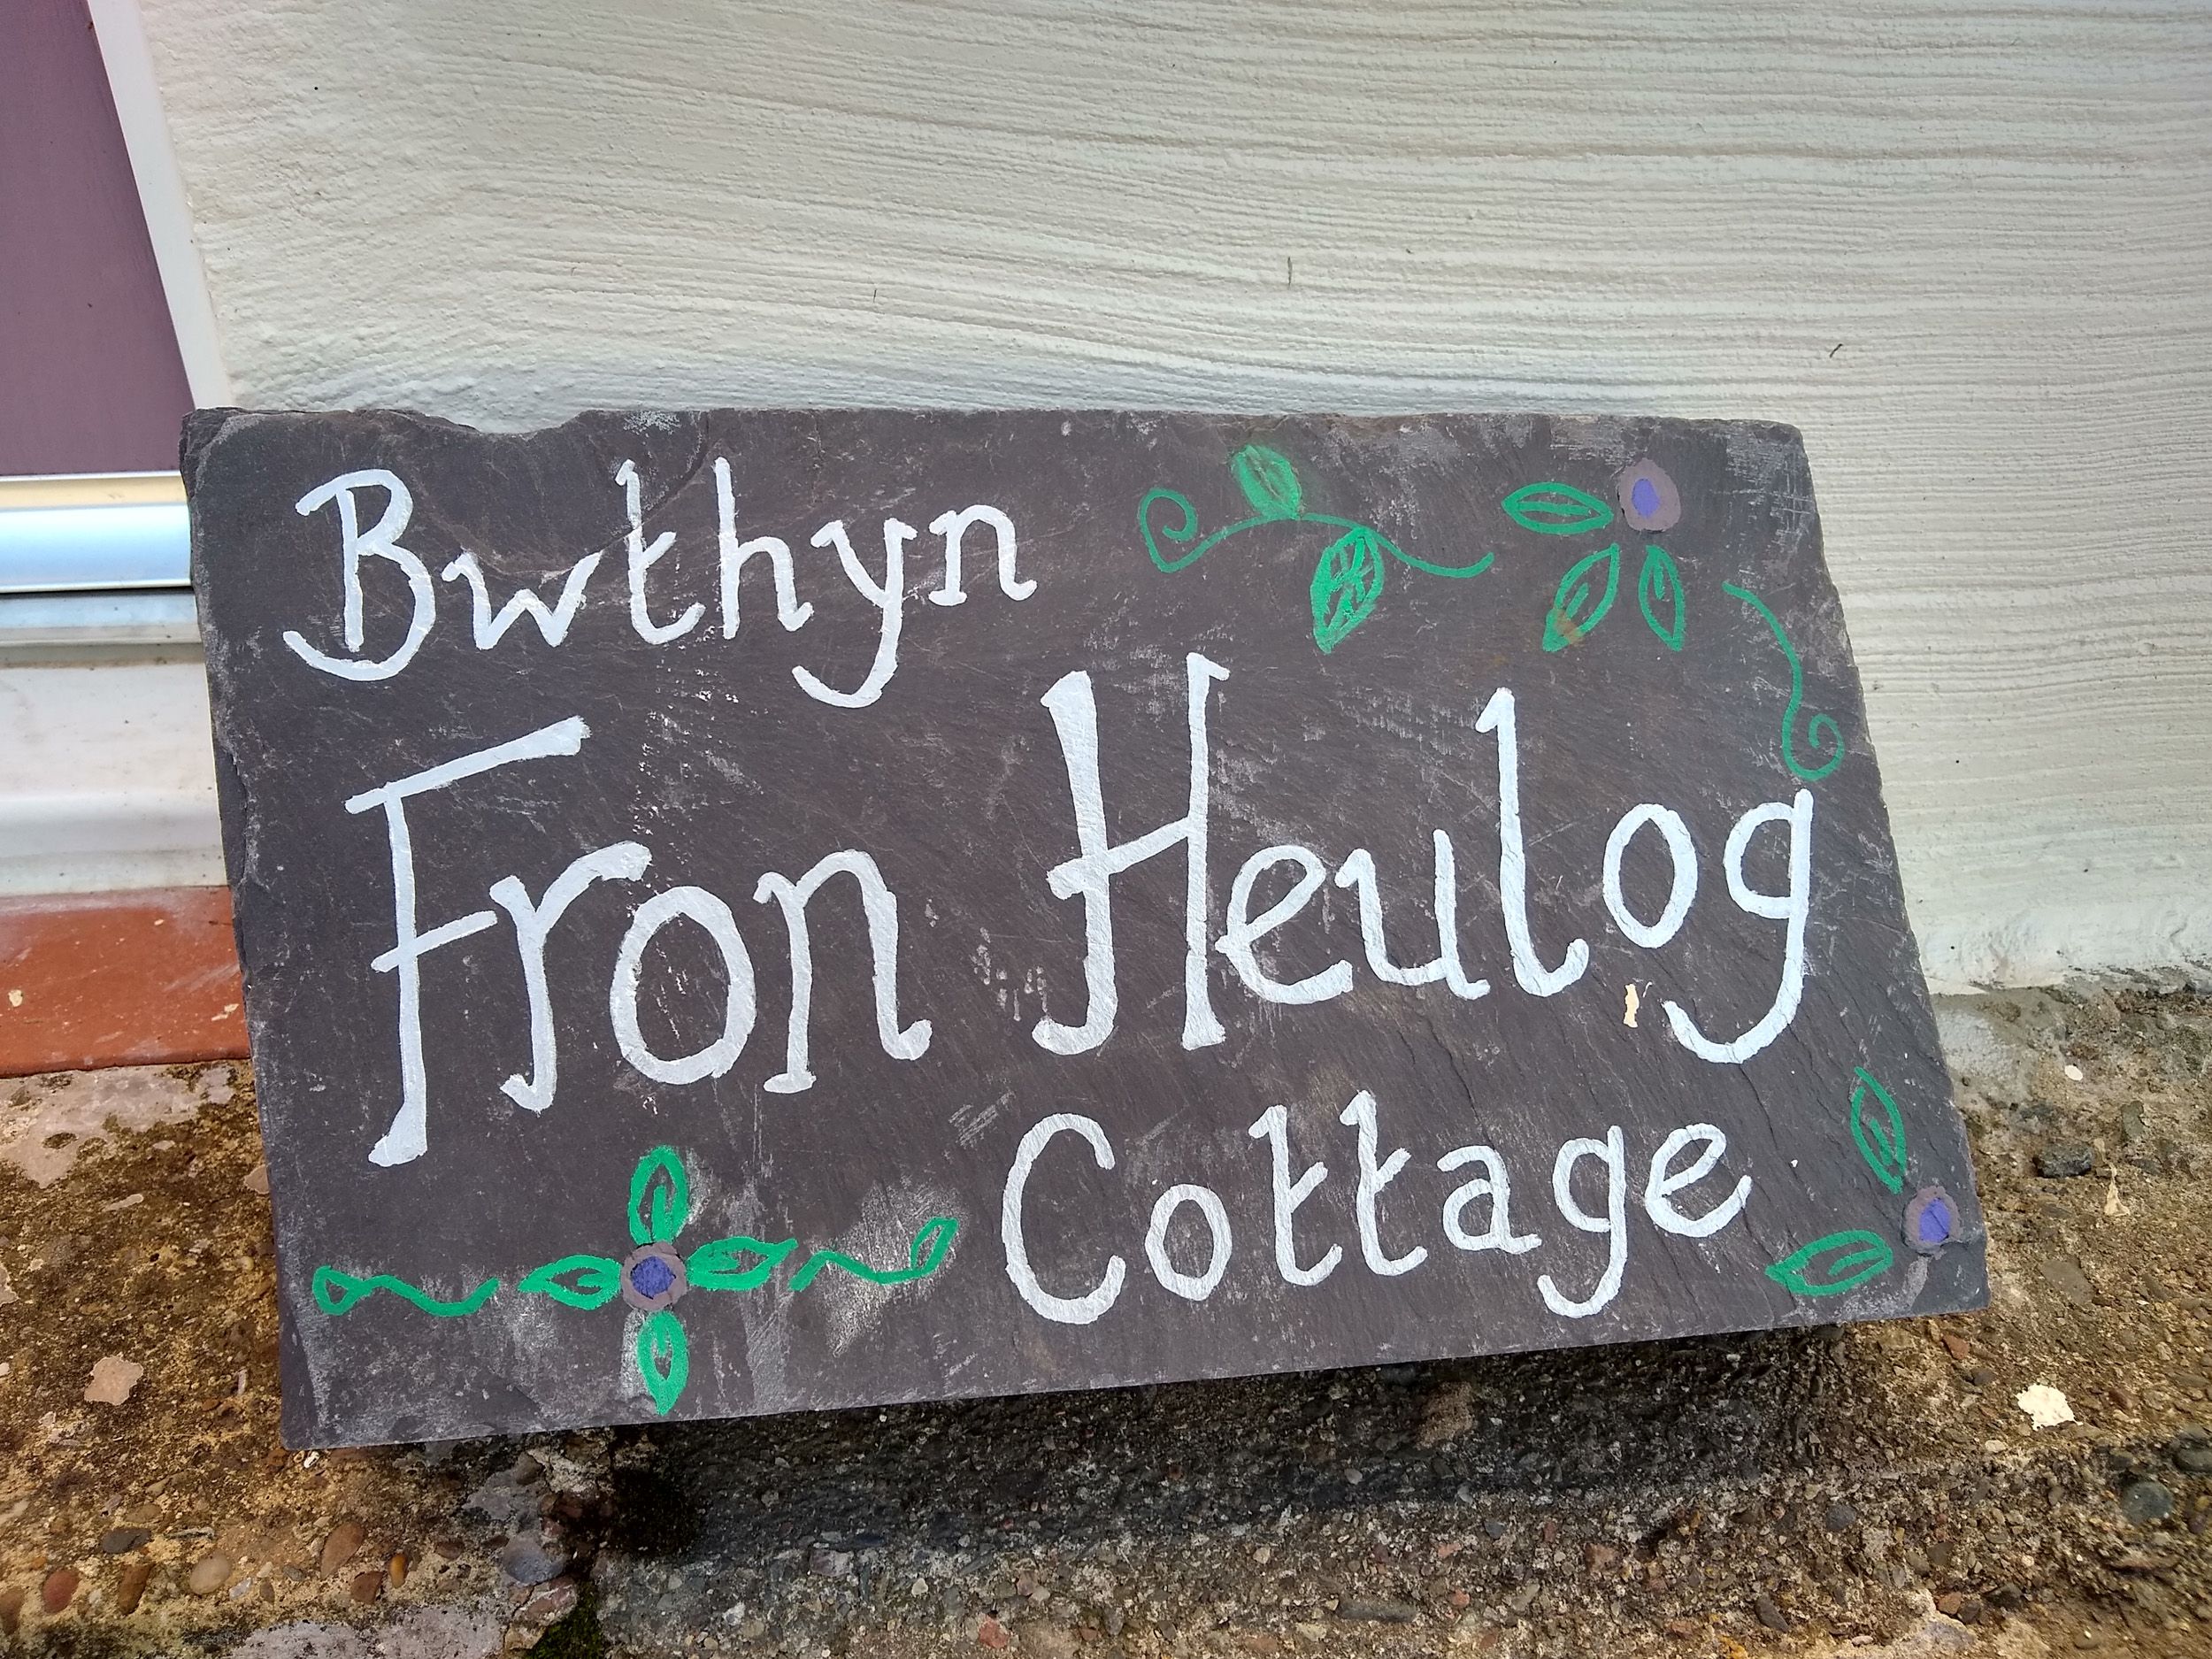 Bwthyn
Fron Heulog
Cottage